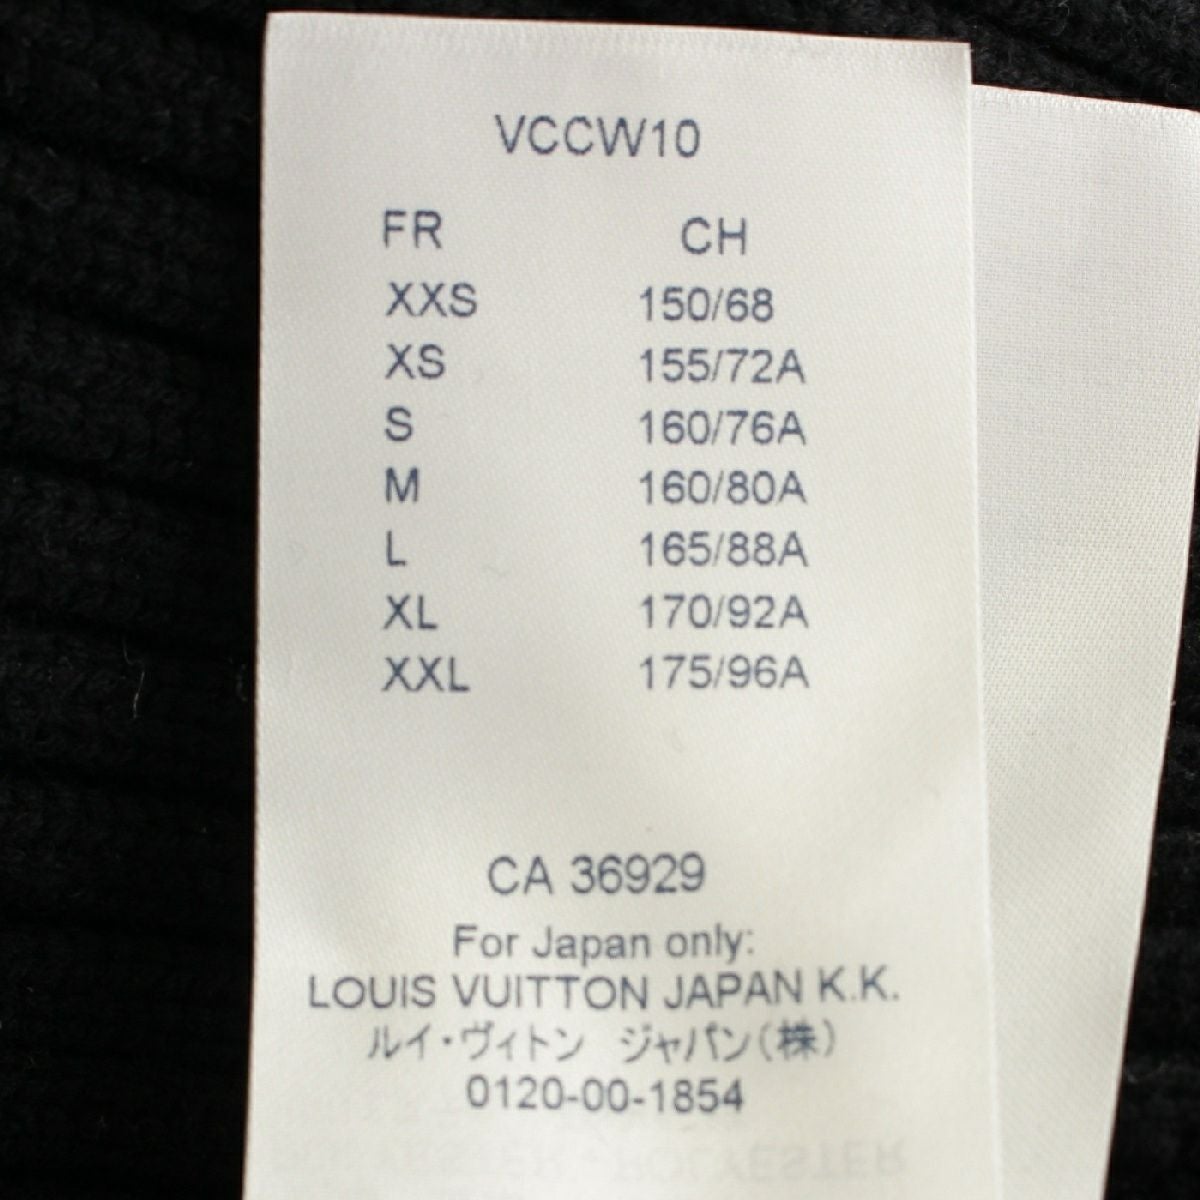 VCCW10
FR CH
XXS 150/68
XS 155/72A
S 160/76A
M 160/80A
L 165/88A
XL 170/92A
XXL 175/96A
CA 36929
For Japan only:
LOUIS VUITTON JAPAN K.K.
ルイ・ヴィトン ジャパン(株)
0120-00-1854